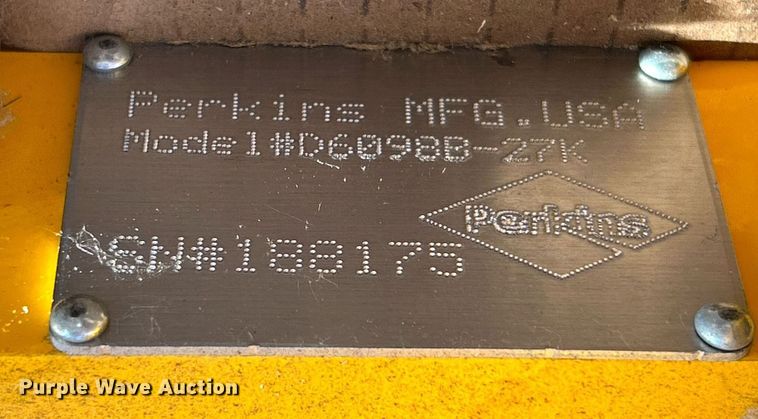 Perkins MFG.USA
Model#D6098B-27K
Perkins
SN#188175
Purple Wave Auction